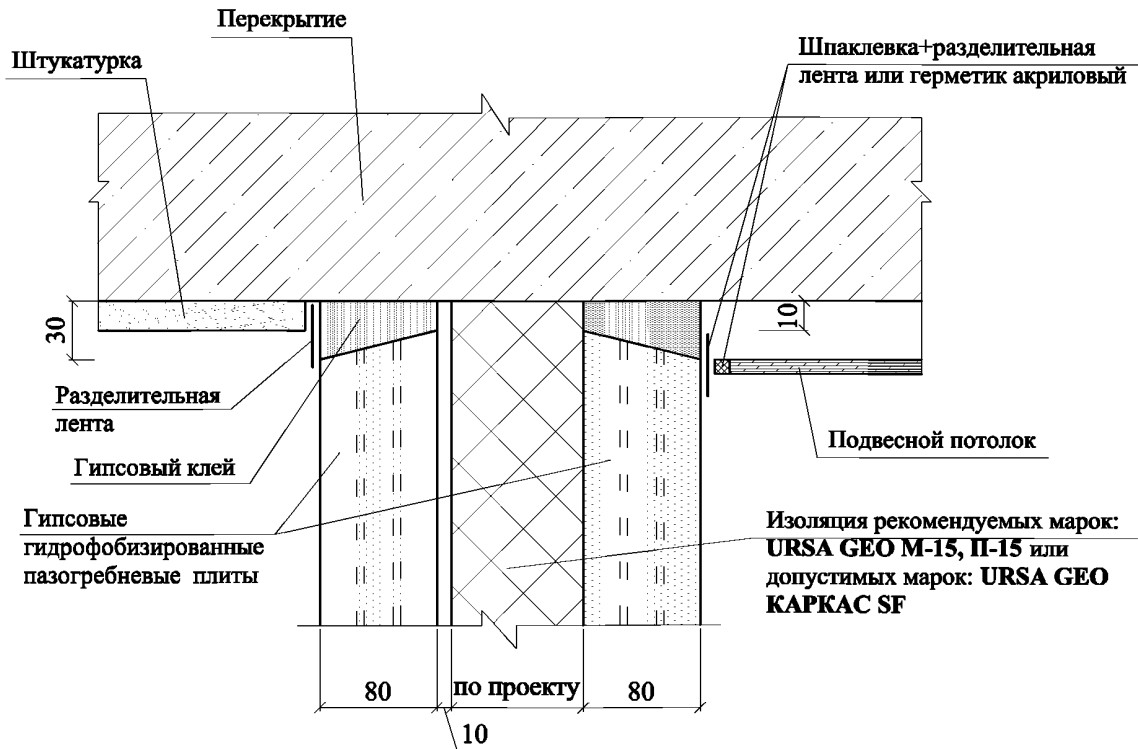 Перекрытие
Штукатурка
Шпаклевка+разделительная
лента или герметик акриловый
30
10
Разделительная
лента
Гипсовый клей
Подвесной потолок
Гипсовые
гидрофобизированные
пазогребневые плиты
Изоляция рекомендуемых марок:
URSA GEO М-15, П-15 или
допустимых марок: URSA GEO
КАРКАС SF
80
по проекту
80
10